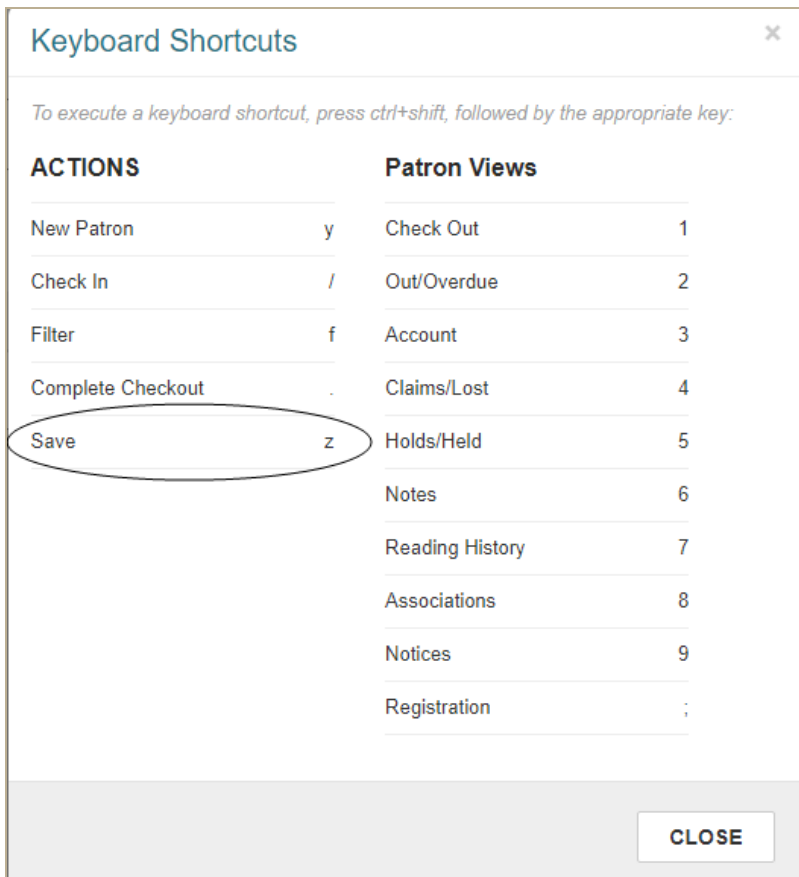 Keyboard Shortcuts ×
To execute a keyboard shortcut, press ctrl+shift, followed by the appropriate key:
ACTIONS
New Patron y
Check In /
Filter f
Complete Checkout .
Save z
Patron Views
Check Out 1
Out/Overdue 2
Account 3
Claims/Lost 4
Holds/Held 5
Notes 6
Reading History 7
Associations 8
Notices 9
Registration ;
CLOSE